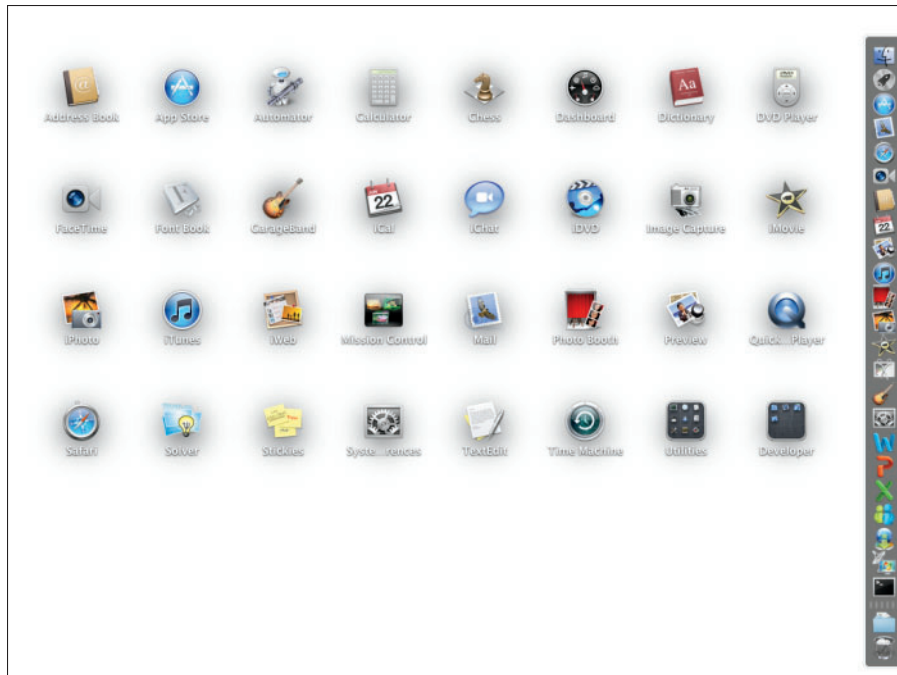 Address Book App Store Automator Calculator Chess Dashboard Dictionary DVD Player
FaceTime Font Book GarageBand iCal iChat iDVD Image Capture iMovie
iPhoto iTunes iWeb Mission Control Mail Photo Booth Preview Quick...Player
Safari Solver Stickies Syste...rences TextEdit Time Machine Utilities Developer